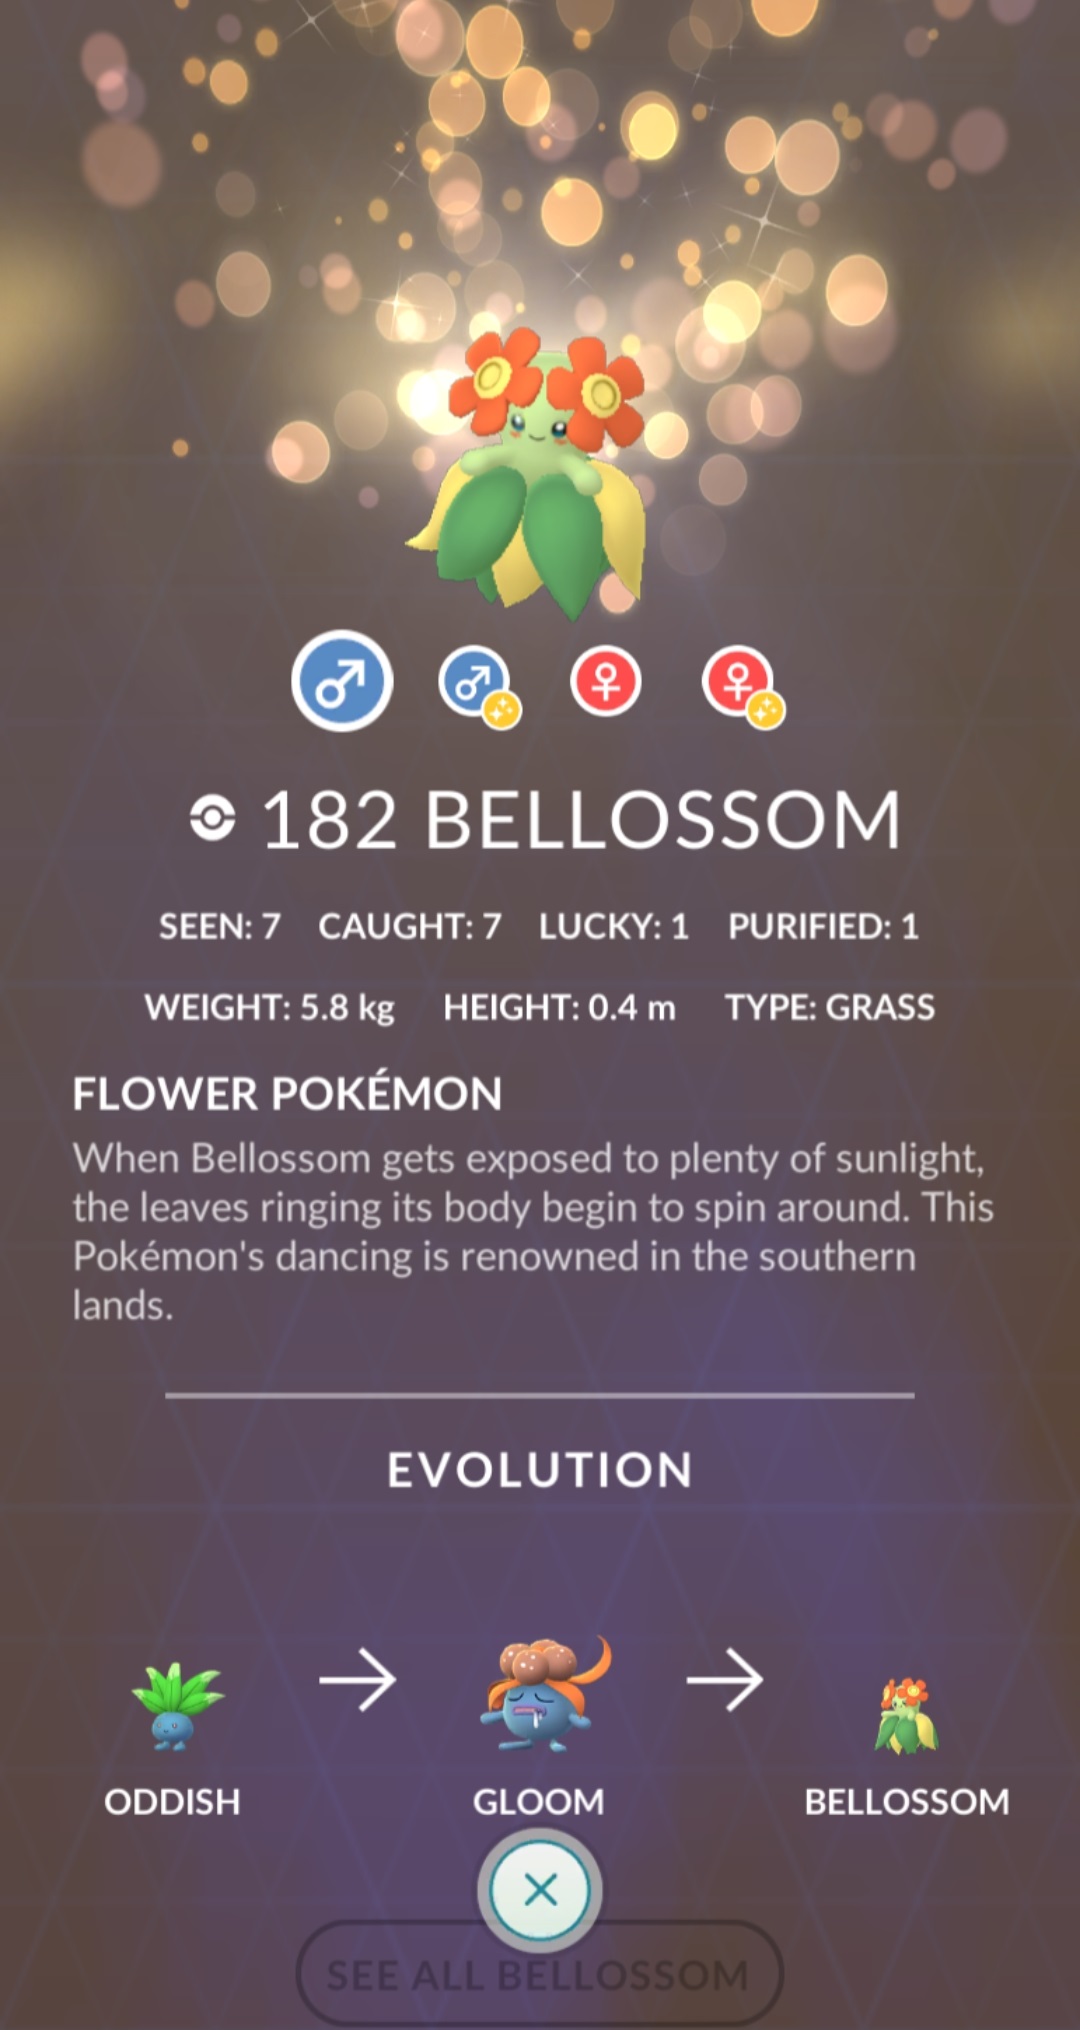 182 BELLOSSOM
SEEN: 7 CAUGHT: 7 LUCKY: 1 PURIFIED: 1
WEIGHT: 5.8 kg HEIGHT: 0.4 m TYPE: GRASS
FLOWER POKÉMON
When Bellossom gets exposed to plenty of sunlight,
the leaves ringing its body begin to spin around. This
Pokémon's dancing is renowned in the southern
lands.
EVOLUTION
ODDISH GLOOM BELLOSSOM
SEE ALL BELLOSSOM